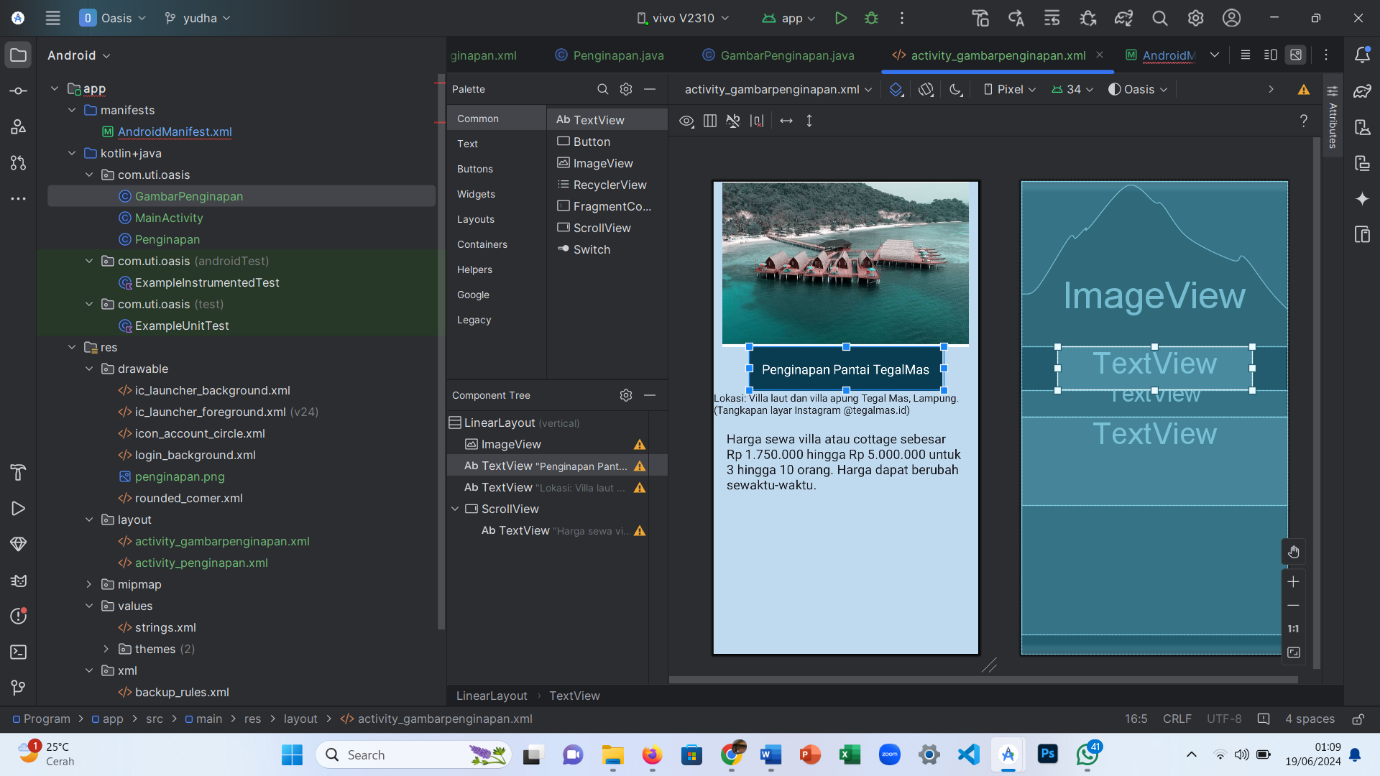 O Oasis yudha vivo V2310 app
Android
ginapan.xml Penginapan.java GambarPenginapan.java activity_gambarpenginapan.xml AndroidM
app
manifests
AndroidManifest.xml
kotlin+java
com.uti.oasis
GambarPenginapan
MainActivity
Penginapan
com.uti.oasis (androidTest)
ExampleInstrumentedTest
com.uti.oasis (test)
ExampleUnitTest
res
drawable
ic_launcher_background.xml
ic_launcher_foreground.xml (v24)
icon_account_circle.xml
login_background.xml
penginapan.png
rounded_comer.xml
layout
activity_gambarpenginapan.xml
activity_penginapan.xml
mipmap
values
strings.xml
themes (2)
xml
backup_rules.xml
Palette
Common
Text
Buttons
Widgets
Layouts
Containers
Helpers
Google
Legacy
Ab TextView
Button
ImageView
RecyclerView
FragmentCo...
ScrollView
Switch
Component Tree
LinearLayout (vertical)
ImageView
Ab TextView "Penginapan Pant...
Ab TextView "Lokasi: Villa laut ...
ScrollView
Ab TextView "Harga sewa vi...
activity_gambarpenginapan.xml Pixel 34 Oasis
?
Attributes
Penginapan Pantai TegalMas
Lokasi: Villa laut dan villa apung Tegal Mas, Lampung.
(Tangkapan layar Instagram @tegalmas.id)
Harga sewa villa atau cottage sebesar
Rp 1.750.000 hingga Rp 5.000.000 untuk
3 hingga 10 orang. Harga dapat berubah
sewaktu-waktu.
ImageView
TextView
TextView
TextView
1:1
LinearLayout TextView
Program app src main res layout activity_gambarpenginapan.xml
16:5 CRLF UTF-8 4 spaces
1
25°C
Cerah
Search
zoom
Ps
41
01:09
19/06/2024